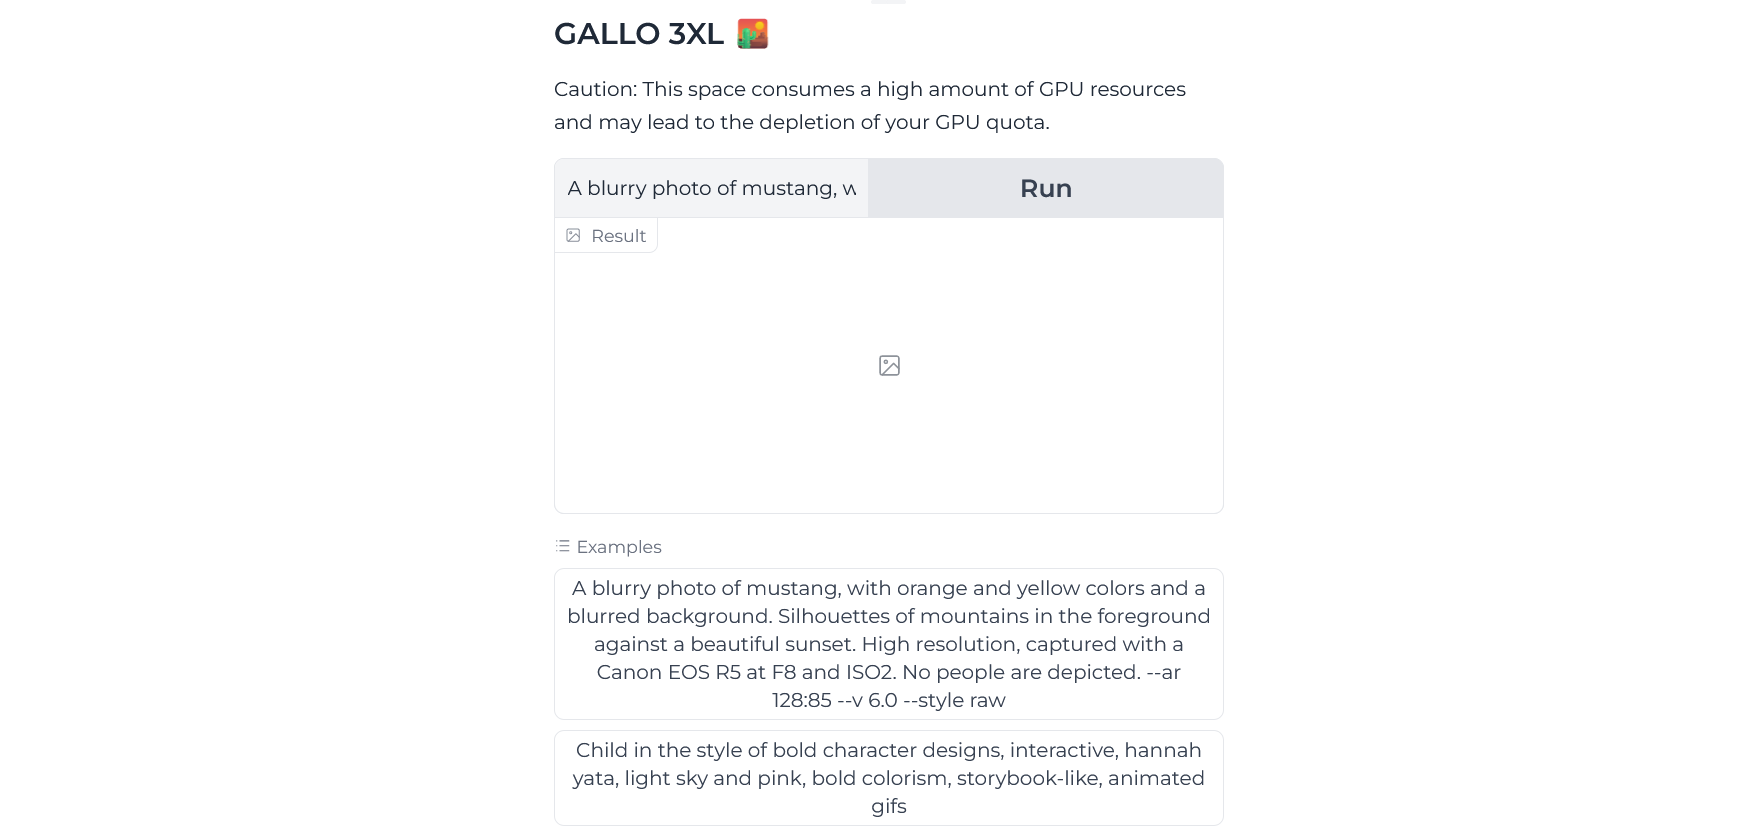 GALLO 3XL 🏜️
Caution: This space consumes a high amount of GPU resources
and may lead to the depletion of your GPU quota.
A blurry photo of mustang, w
Run
Result
Examples
A blurry photo of mustang, with orange and yellow colors and a
blurred background. Silhouettes of mountains in the foreground
against a beautiful sunset. High resolution, captured with a
Canon EOS R5 at F8 and ISO2. No people are depicted. --ar
128:85 --v 6.0 --style raw
Child in the style of bold character designs, interactive, hannah
yata, light sky and pink, bold colorism, storybook-like, animated
gifs